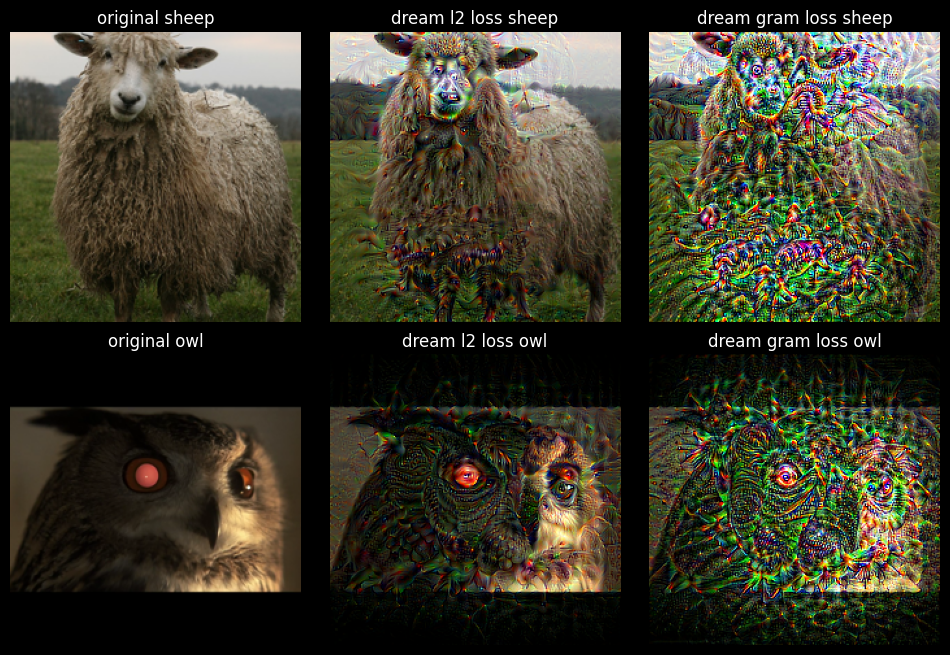 original sheep
dream l2 loss sheep
dream gram loss sheep
original owl
dream l2 loss owl
dream gram loss owl